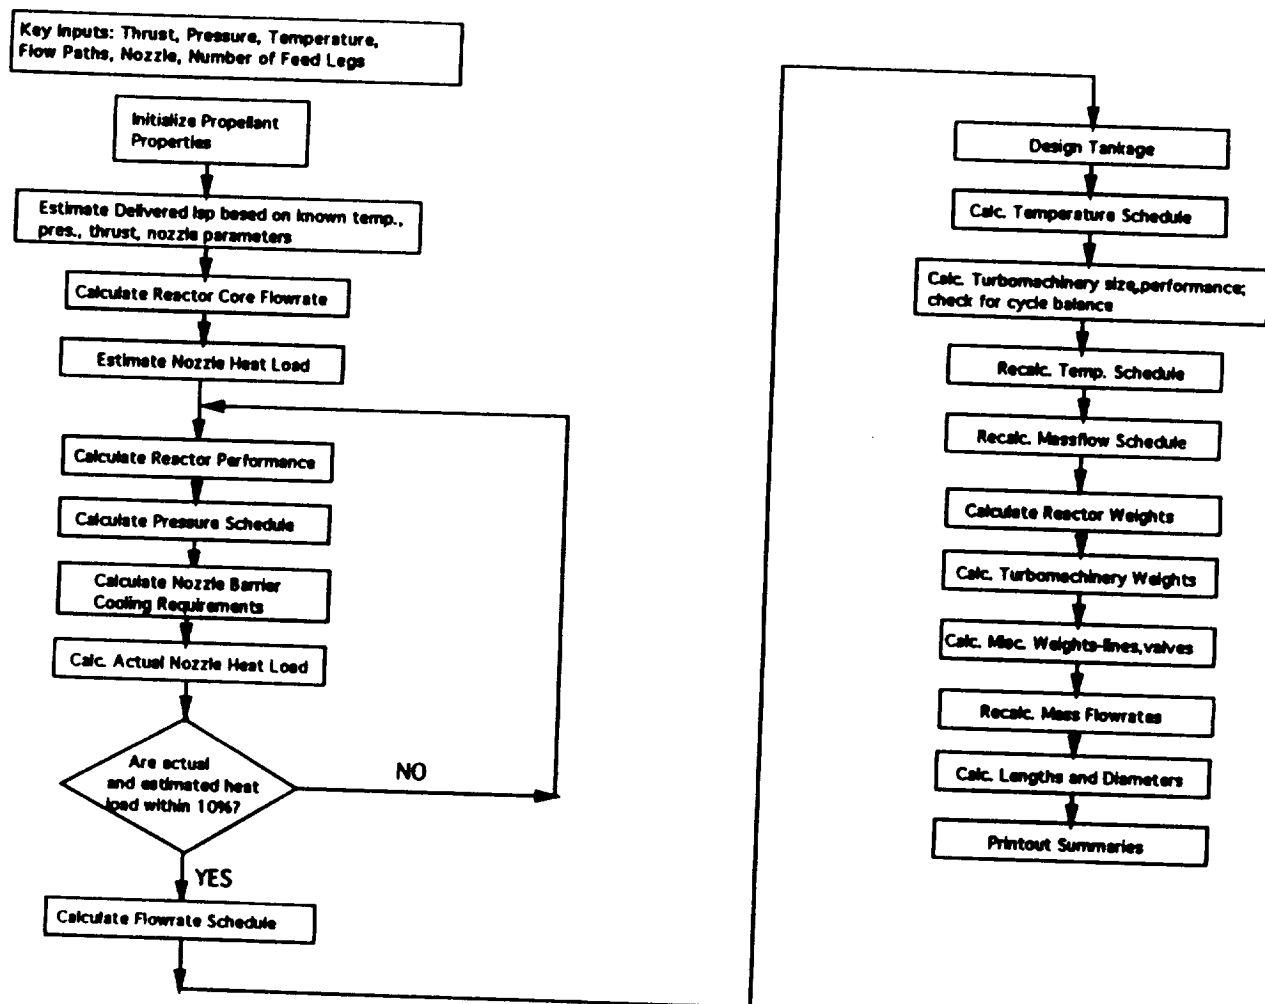 Key Inputs: Thrust, Pressure, Temperature,
Flow Paths, Nozzle, Number of Feed Legs
Initialize Propellant
Properties
Estimate Delivered Isp based on known temp.,
pres., thrust, nozzle parameters
Calculate Reactor Core Flowrate
Estimate Nozzle Heat Load
Calculate Reactor Performance
Calculate Pressure Schedule
Calculate Nozzle Barrier
Cooling Requirements
Calc. Actual Nozzle Heat Load
Are actual
and estimated heat
load within 10%?
NO
YES
Calculate Flowrate Schedule
Design Tankage
Calc. Temperature Schedule
Calc. Turbomachinery size,performance;
check for cycle balance
Recalc. Temp. Schedule
Recalc. Massflow Schedule
Calculate Reactor Weights
Calc. Turbomachinery Weights
Calc. Misc. Weights-lines,valves
Recalc. Mass Flowrates
Calc. Lengths and Diameters
Printout Summaries